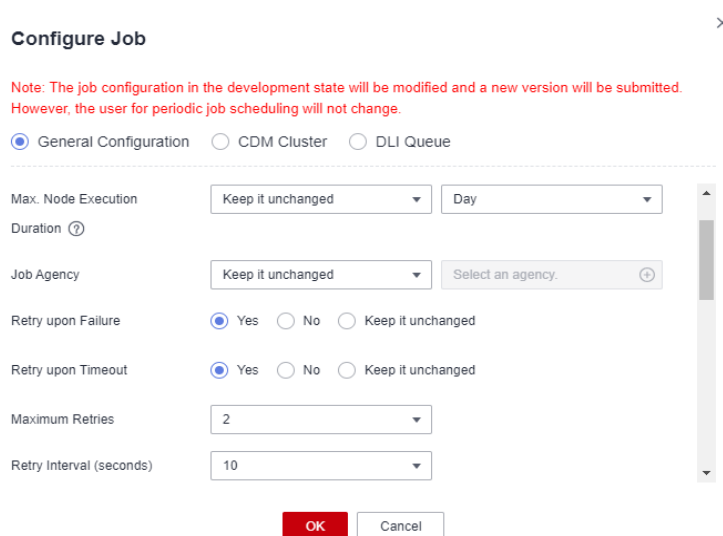 Configure Job
Note: The job configuration in the development state will be modified and a new version will be submitted.
However, the user for periodic job scheduling will not change.
General Configuration CDM Cluster DLI Queue
Max. Node Execution Duration Keep it unchanged Day
Job Agency Keep it unchanged Select an agency.
Retry upon Failure Yes No Keep it unchanged
Retry upon Timeout Yes No Keep it unchanged
Maximum Retries 2
Retry Interval (seconds) 10
OK Cancel